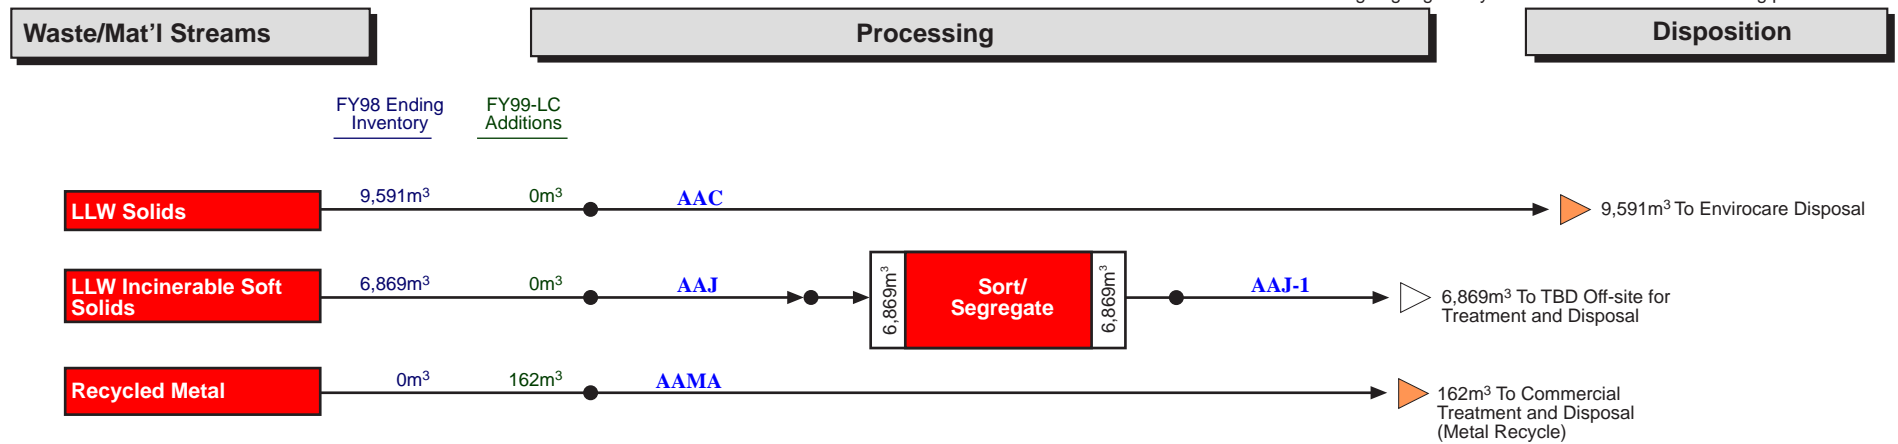 Waste/Mat'l Streams
Processing
Disposition
FY98 Ending
Inventory
FY99-LC
Additions
LLW Solids
9,591m³
0m³
AAC
9,591m³ To Envirocare Disposal
LLW Incinerable Soft
Solids
6,869m³
0m³
AAJ
6,869m³
Sort/
Segregate
6,869m³
AAJ-1
6,869m³ To TBD Off-site for
Treatment and Disposal
Recycled Metal
0m³
162m³
AAMA
162m³ To Commercial
Treatment and Disposal
(Metal Recycle)